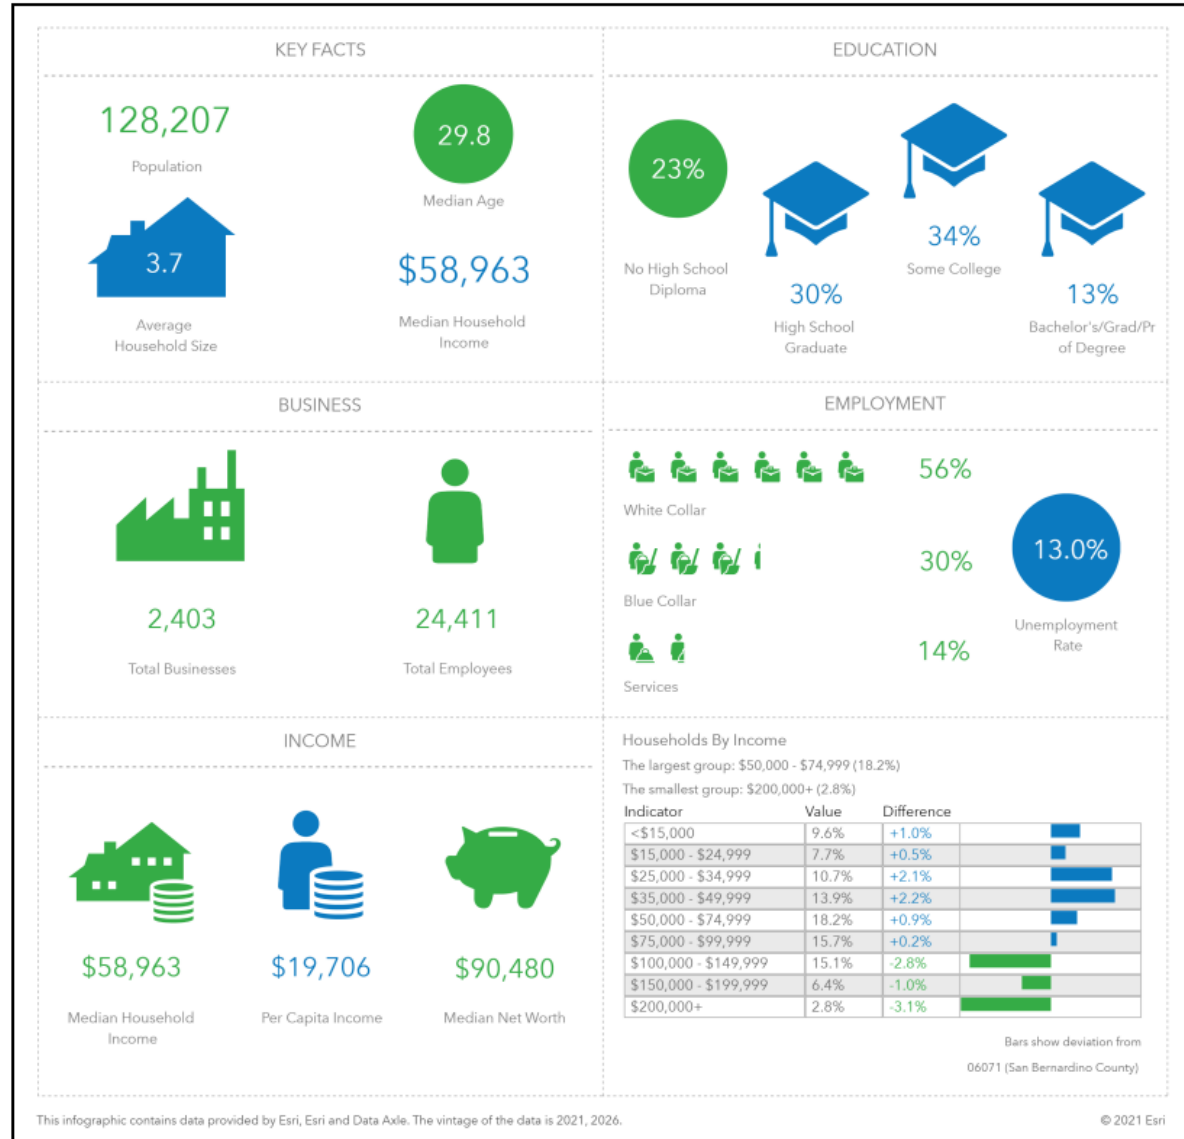 KEY FACTS
128,207
Population
29.8
Median Age
3.7
Average
Household Size
$58,963
Median Household
Income
EDUCATION
23%
No High School
Diploma
30%
High School
Graduate
34%
Some College
13%
Bachelor's/Grad/Pr
of Degree
BUSINESS
2,403
Total Businesses
24,411
Total Employees
EMPLOYMENT
56%
White Collar
30%
Blue Collar
14%
Services
13.0%
Unemployment
Rate
INCOME
$58,963
Median Household
Income
$19,706
Per Capita Income
$90,480
Median Net Worth
Households By Income
The largest group: $50,000 - $74,999 (18.2%)
The smallest group: $200,000+ (2.8%)
Indicator Value Difference
<$15,000 9.6% +1.0%
$15,000 - $24,999 7.7% +0.5%
$25,000 - $34,999 10.7% +2.1%
$35,000 - $49,999 13.9% +2.2%
$50,000 - $74,999 18.2% +0.9%
$75,000 - $99,999 15.7% +0.2%
$100,000 - $149,999 15.1% -2.8%
$150,000 - $199,999 6.4% -1.0%
$200,000+ 2.8% -3.1%
Bars show deviation from
06071 (San Bernardino County)
This infographic contains data provided by Esri, Esri and Data Axle. The vintage of the data is 2021, 2026.
© 2021 Esri